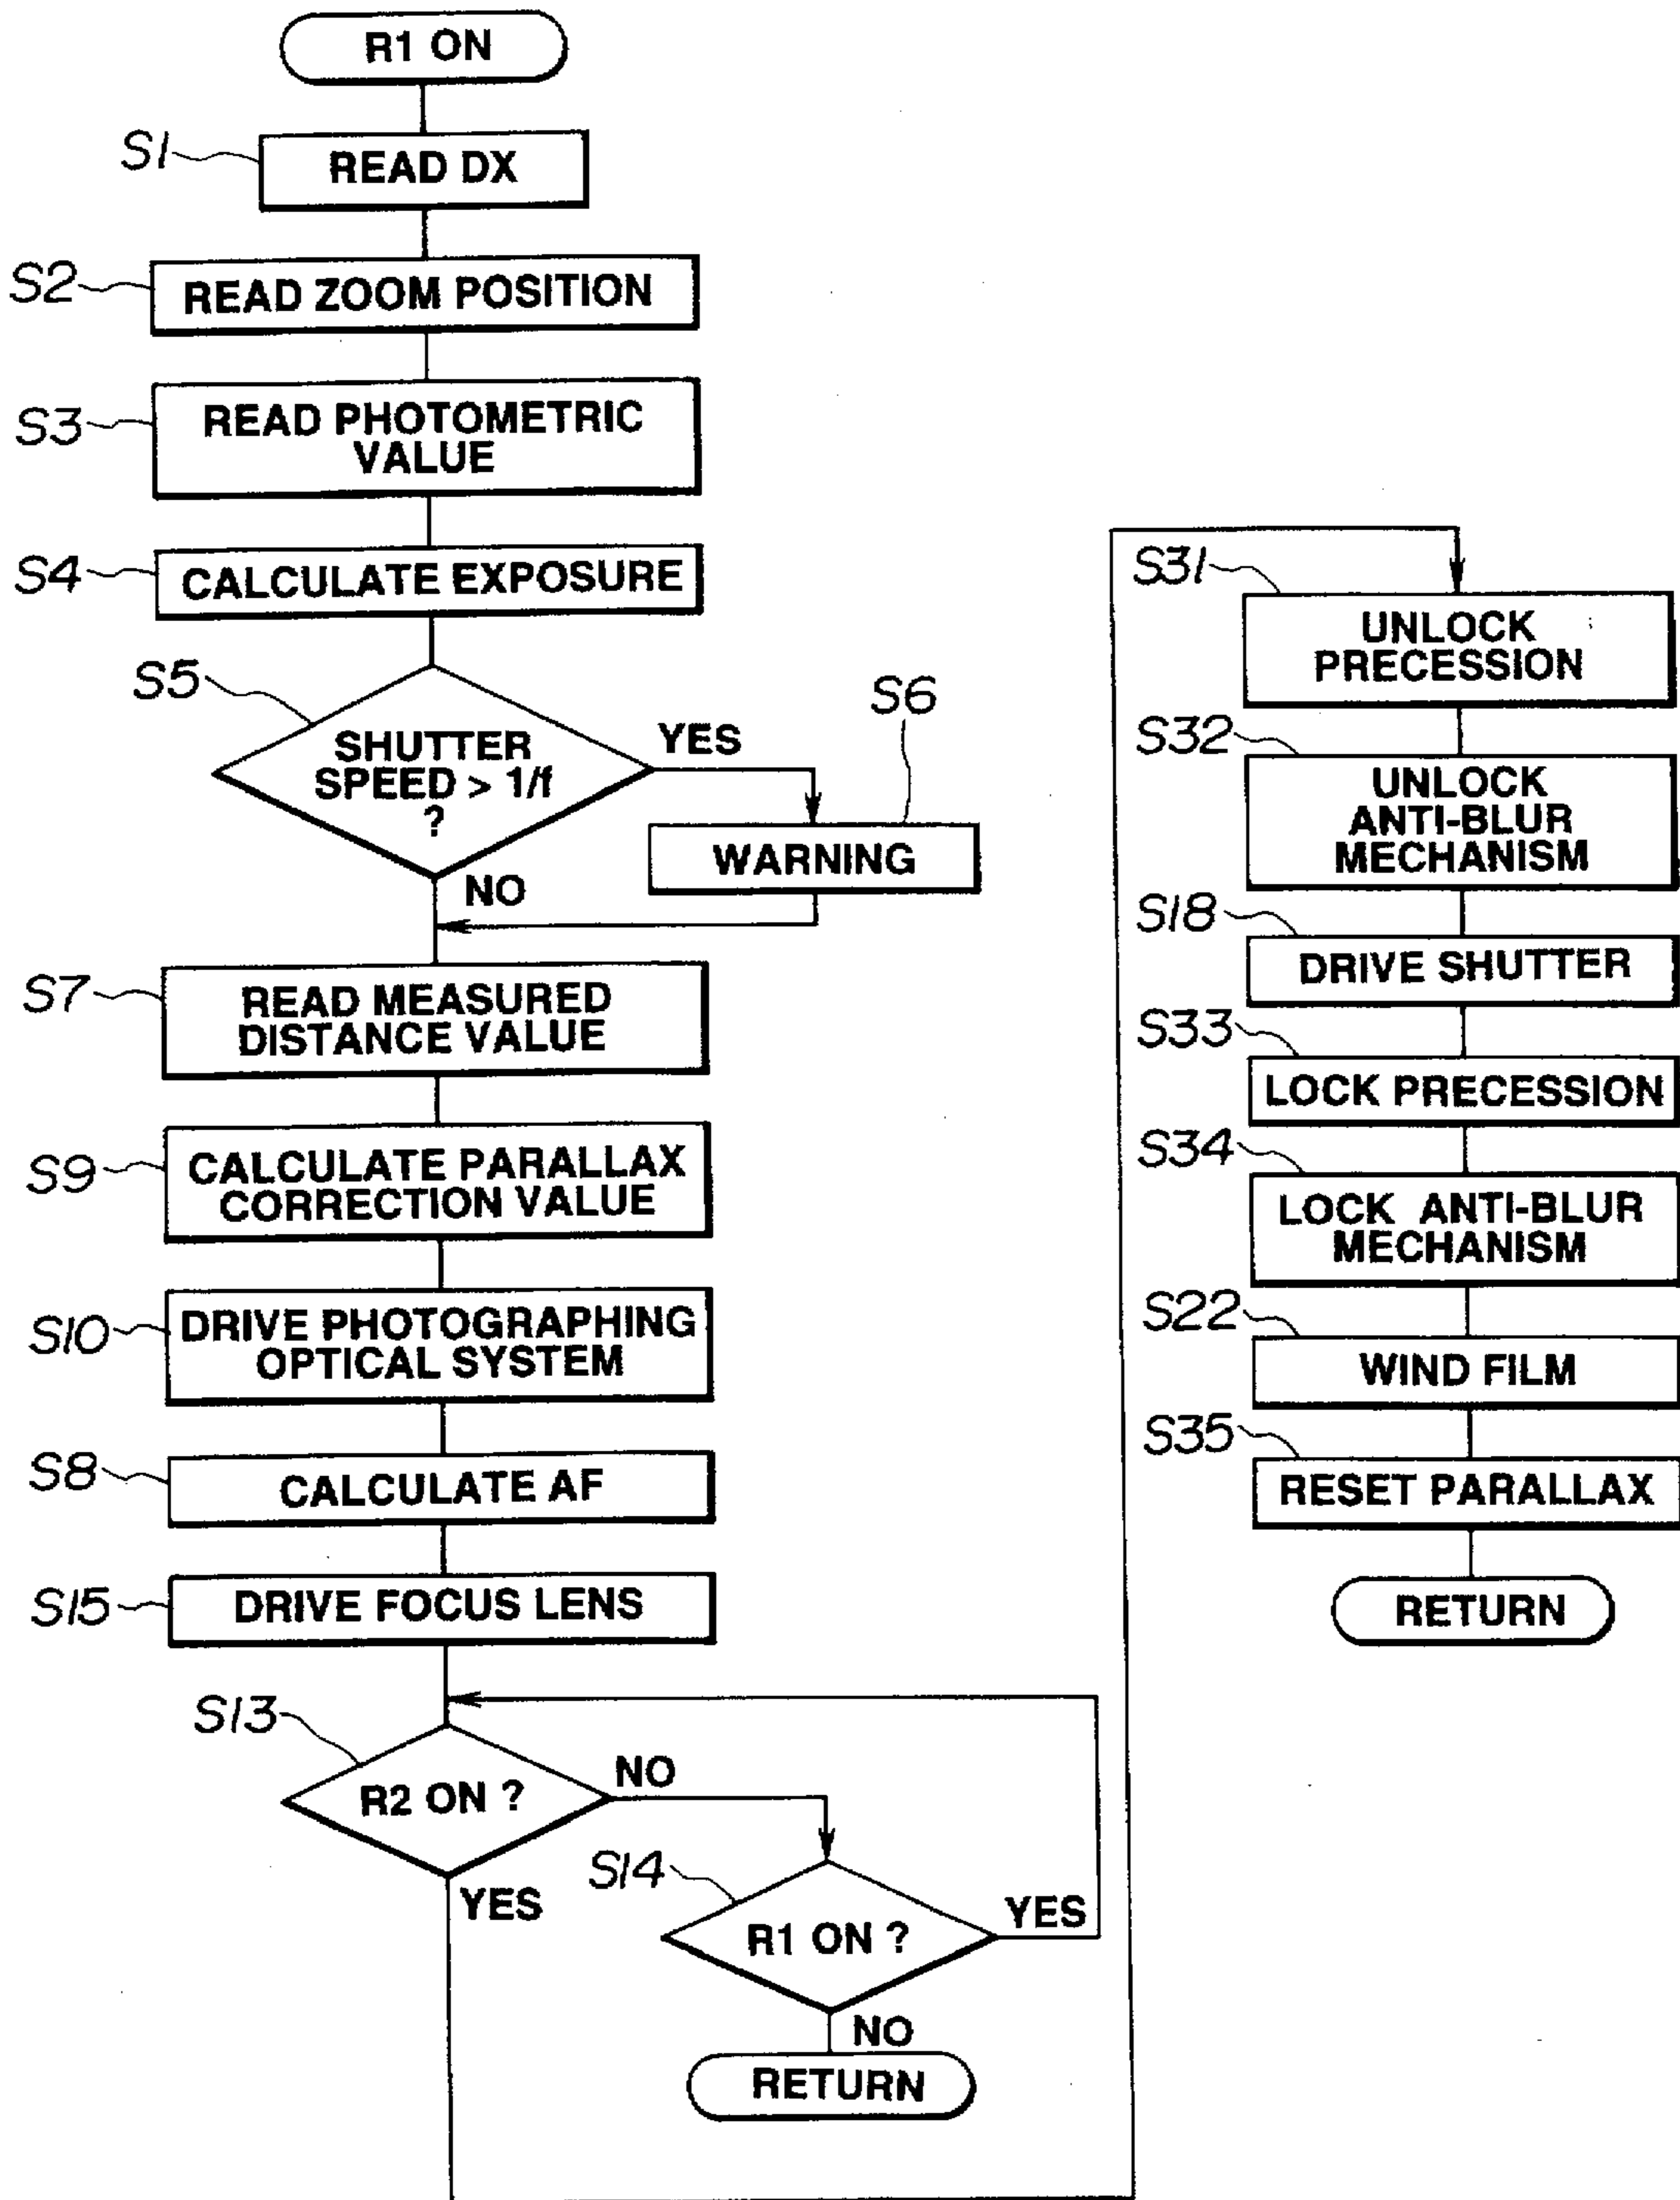 R1 ON
S1
READ DX
S2
READ ZOOM POSITION
S3
READ PHOTOMETRIC
VALUE
S4
CALCULATE EXPOSURE
S5
SHUTTER
SPEED > 1/f
?
YES
S6
WARNING
NO
S7
READ MEASURED
DISTANCE VALUE
S9
CALCULATE PARALLAX
CORRECTION VALUE
S10
DRIVE PHOTOGRAPHING
OPTICAL SYSTEM
S8
CALCULATE AF
S15
DRIVE FOCUS LENS
S13
R2 ON ?
NO
YES
S14
R1 ON ?
YES
NO
RETURN
S31
UNLOCK
PRECESSION
S32
UNLOCK
ANTI-BLUR
MECHANISM
S18
DRIVE SHUTTER
S33
LOCK PRECESSION
S34
LOCK ANTI-BLUR
MECHANISM
S22
WIND FILM
S35
RESET PARALLAX
RETURN